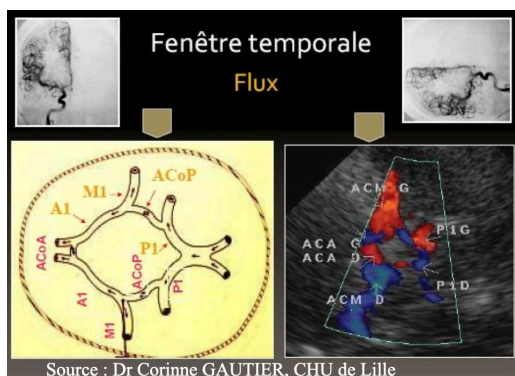 Fenêtre temporale
Flux
M1
ACoP
A1
P1
ACoA
ACoP
A1
P1
M1
ACM G
ACA G
ACA D
P1G
P1D
ACM D
Source : Dr Corinne GAUTIER, CHU de Lille